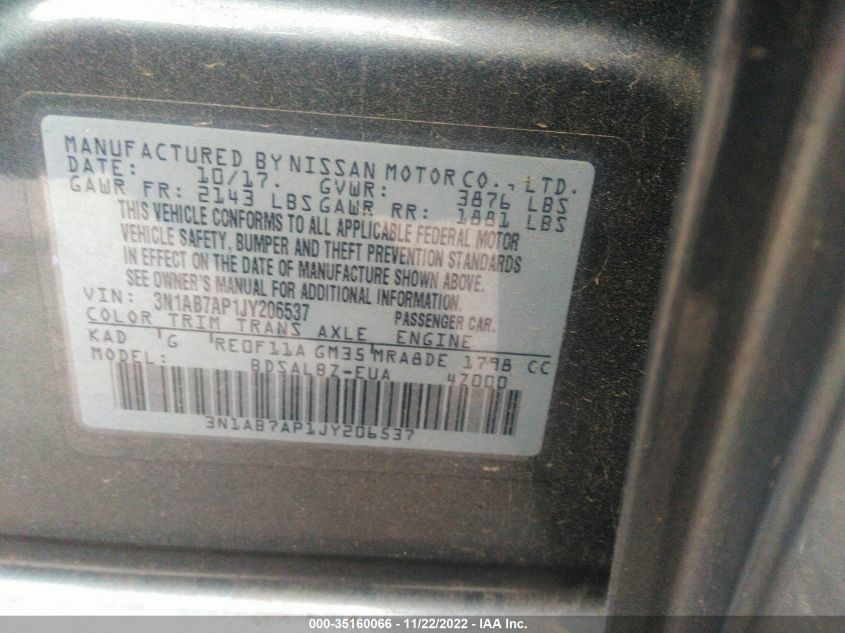 MANUFACTURED BY NISSAN MOTOR CO., LTD.
DATE: 10/17. GVWR: 3876 LBS
GAWR FR: 2143 LBS GAWR RR: 1881 LBS
THIS VEHICLE CONFORMS TO ALL APPLICABLE FEDERAL MOTOR
VEHICLE SAFETY, BUMPER AND THEFT PREVENTION STANDARDS
IN EFFECT ON THE DATE OF MANUFACTURE SHOWN ABOVE.
SEE OWNER'S MANUAL FOR ADDITIONAL INFORMATION.
VIN: 3N1AB7AP1JY206537 PASSENGER CAR.
COLOR TRIM TRANS AXLE ENGINE
KAD G RE0F11A GM35 MRA8DE 1798 CC
MODEL: BDSALBZ-EUA 47000
3N1AB7AP1JY206537
000-35160066 - 11/22/2022 - IAA Inc.